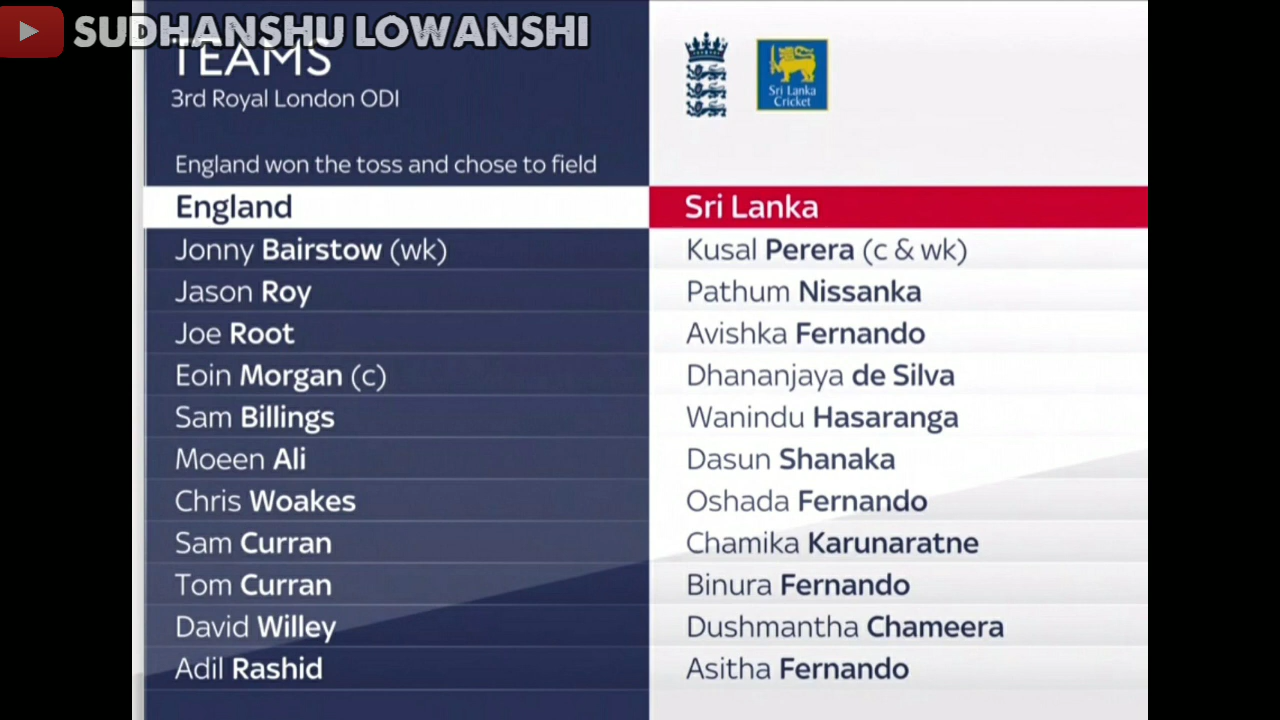 SUDHANSHU LOWANSHI
TEAMS
3rd Royal London ODI
Sri Lanka
Cricket
England won the toss and chose to field
England
Jonny Bairstow (wk)
Jason Roy
Joe Root
Eoin Morgan (c)
Sam Billings
Moeen Ali
Chris Woakes
Sam Curran
Tom Curran
David Willey
Adil Rashid
Sri Lanka
Kusal Perera (c & wk)
Pathum Nissanka
Avishka Fernando
Dhananjaya de Silva
Wanindu Hasaranga
Dasun Shanaka
Oshada Fernando
Chamika Karunaratne
Binura Fernando
Dushmantha Chameera
Asitha Fernando